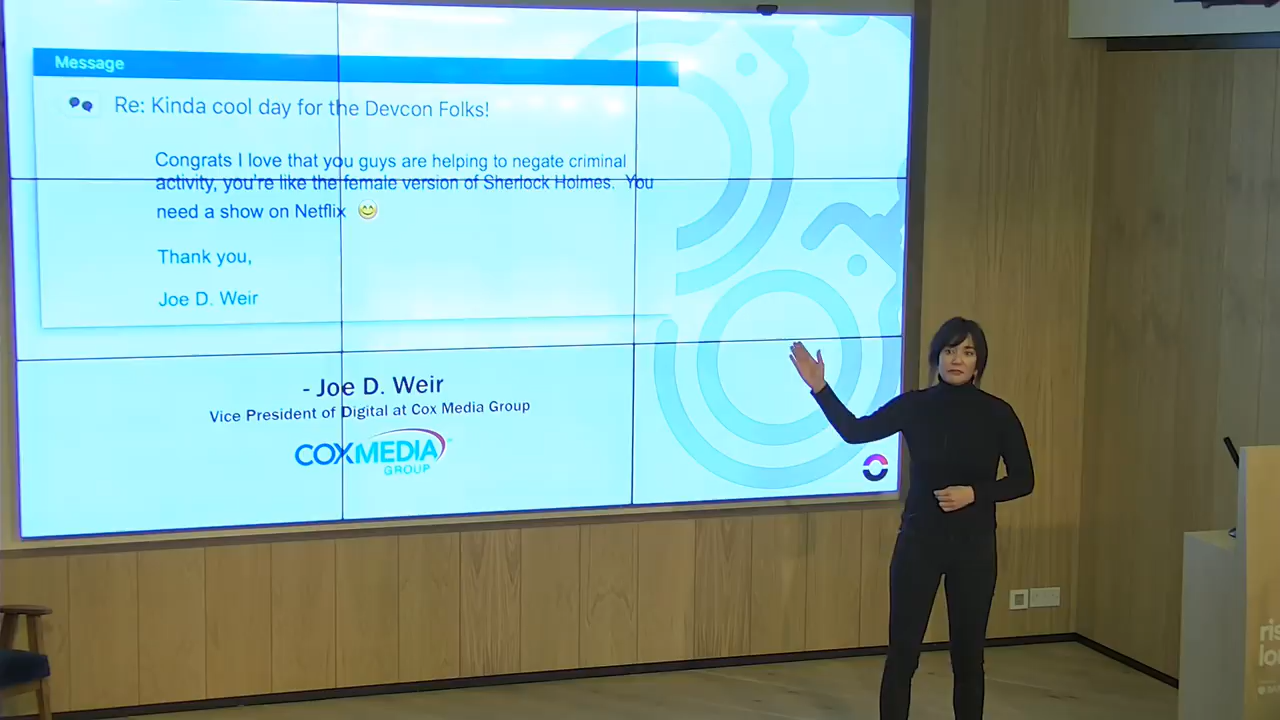 Message
Re: Kinda cool day for the Devcon Folks!
Congrats I love that you guys are helping to negate criminal
activity, you're like the female version of Sherlock Holmes. You
need a show on Netflix
Thank you,
Joe D. Weir
- Joe D. Weir
Vice President of Digital at Cox Media Group
COXMEDIA
GROUP